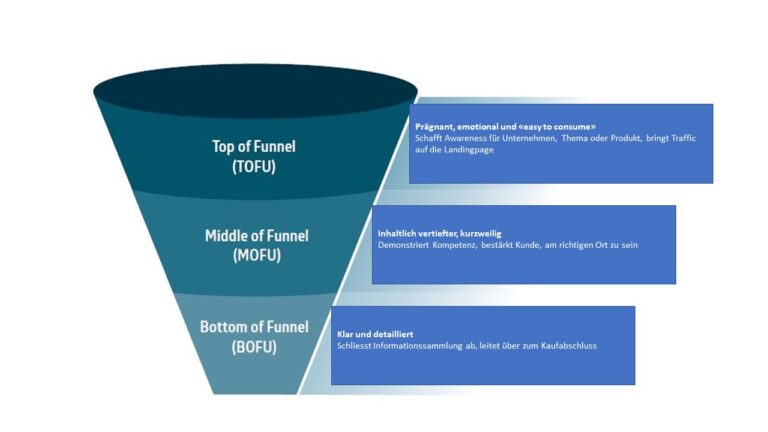 Top of Funnel
(TOFU)
Prägnant, emotional und «easy to consume»
Schafft Awareness für Unternehmen, Thema oder Produkt, bringt Traffic
auf die Landingpage
Middle of Funnel
(MOFU)
Inhaltlich vertiefter, kurzweilig
Demonstriert Kompetenz, bestärkt Kunde, am richtigen Ort zu sein
Bottom of Funnel
(BOFU)
Klar und detailliert
Schliesst Informationssammlung ab, leitet über zum Kaufabschluss